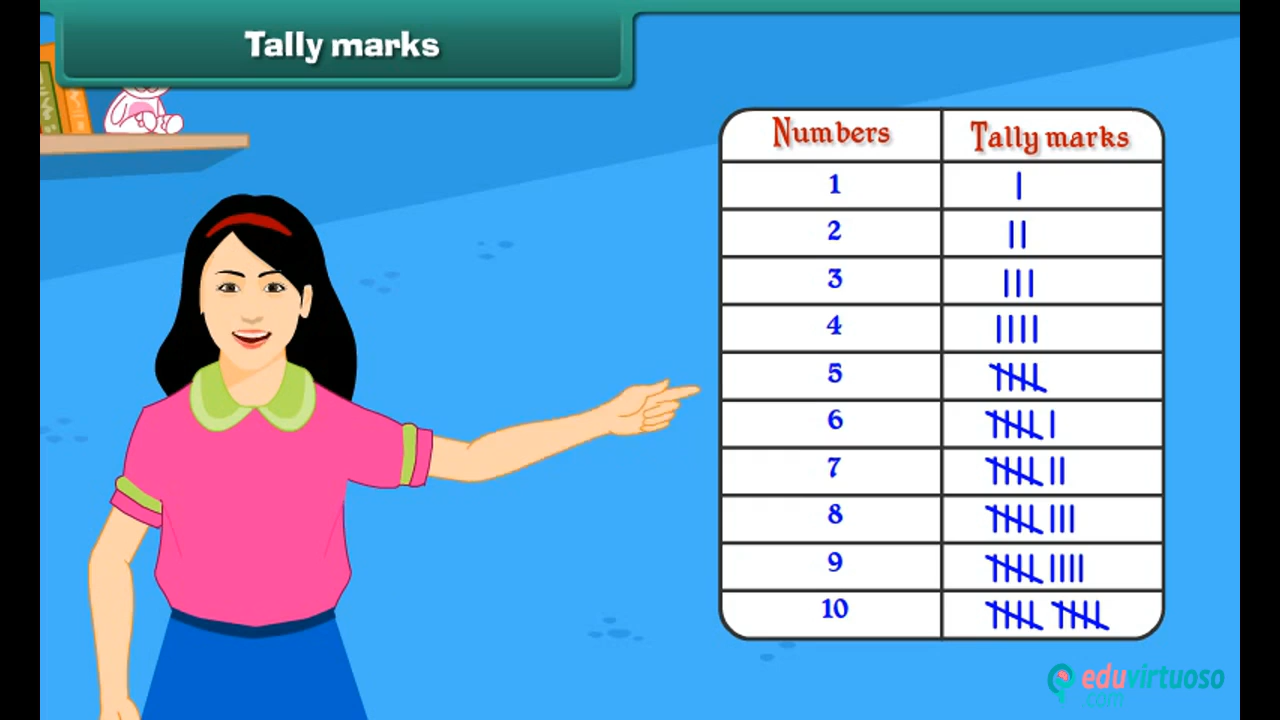 Tally marks
Numbers Tally marks
1 |
2 ||
3 |||
4 ||||
5 𝍸
6 𝍸 |
7 𝍸 ||
8 𝍸 |||
9 𝍸 ||||
10 𝍸 𝍸
eduvirtuoso
.com